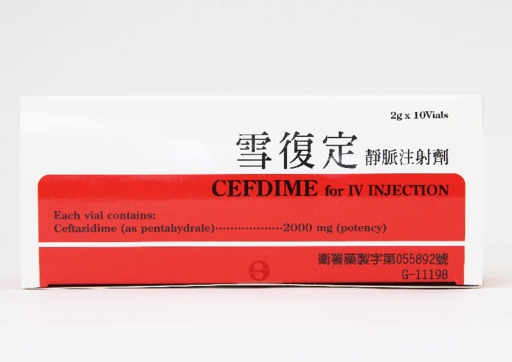 2g x 10Vials
雪復定 靜脈注射劑
CEFDIME for IV INJECTION
Each vial contains:
Ceftazidime (as pentahydrale)··················2000 mg (potency)
衛署藥製字第055892號
G-11198